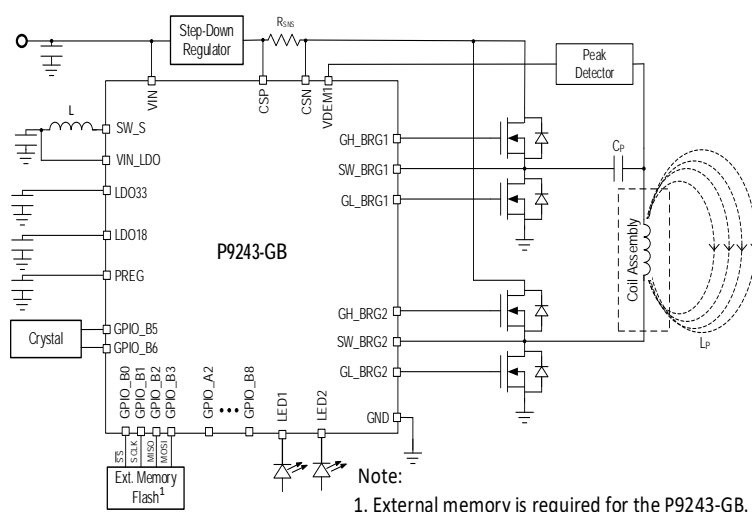 Step-Down
Regulator
RSNS
Peak
Detector
VIN
CSP
CSN
VDEM1
L
SW_S
VIN_LDO
LDO33
LDO18
PREG
Crystal
GPIO_B5
GPIO_B6
P9243-GB
GH_BRG1
SW_BRG1
GL_BRG1
GH_BRG2
SW_BRG2
GL_BRG2
GND
CP
Coil Assembly
LP
GPIO_B0
GPIO_B1
GPIO_B2
GPIO_B3
GPIO_A2
•••
GPIO_B8
LED1
LED2
SS
SCLK
MISO
MOSI
Ext. Memory
Flash1
Note:
1. External memory is required for the P9243-GB.